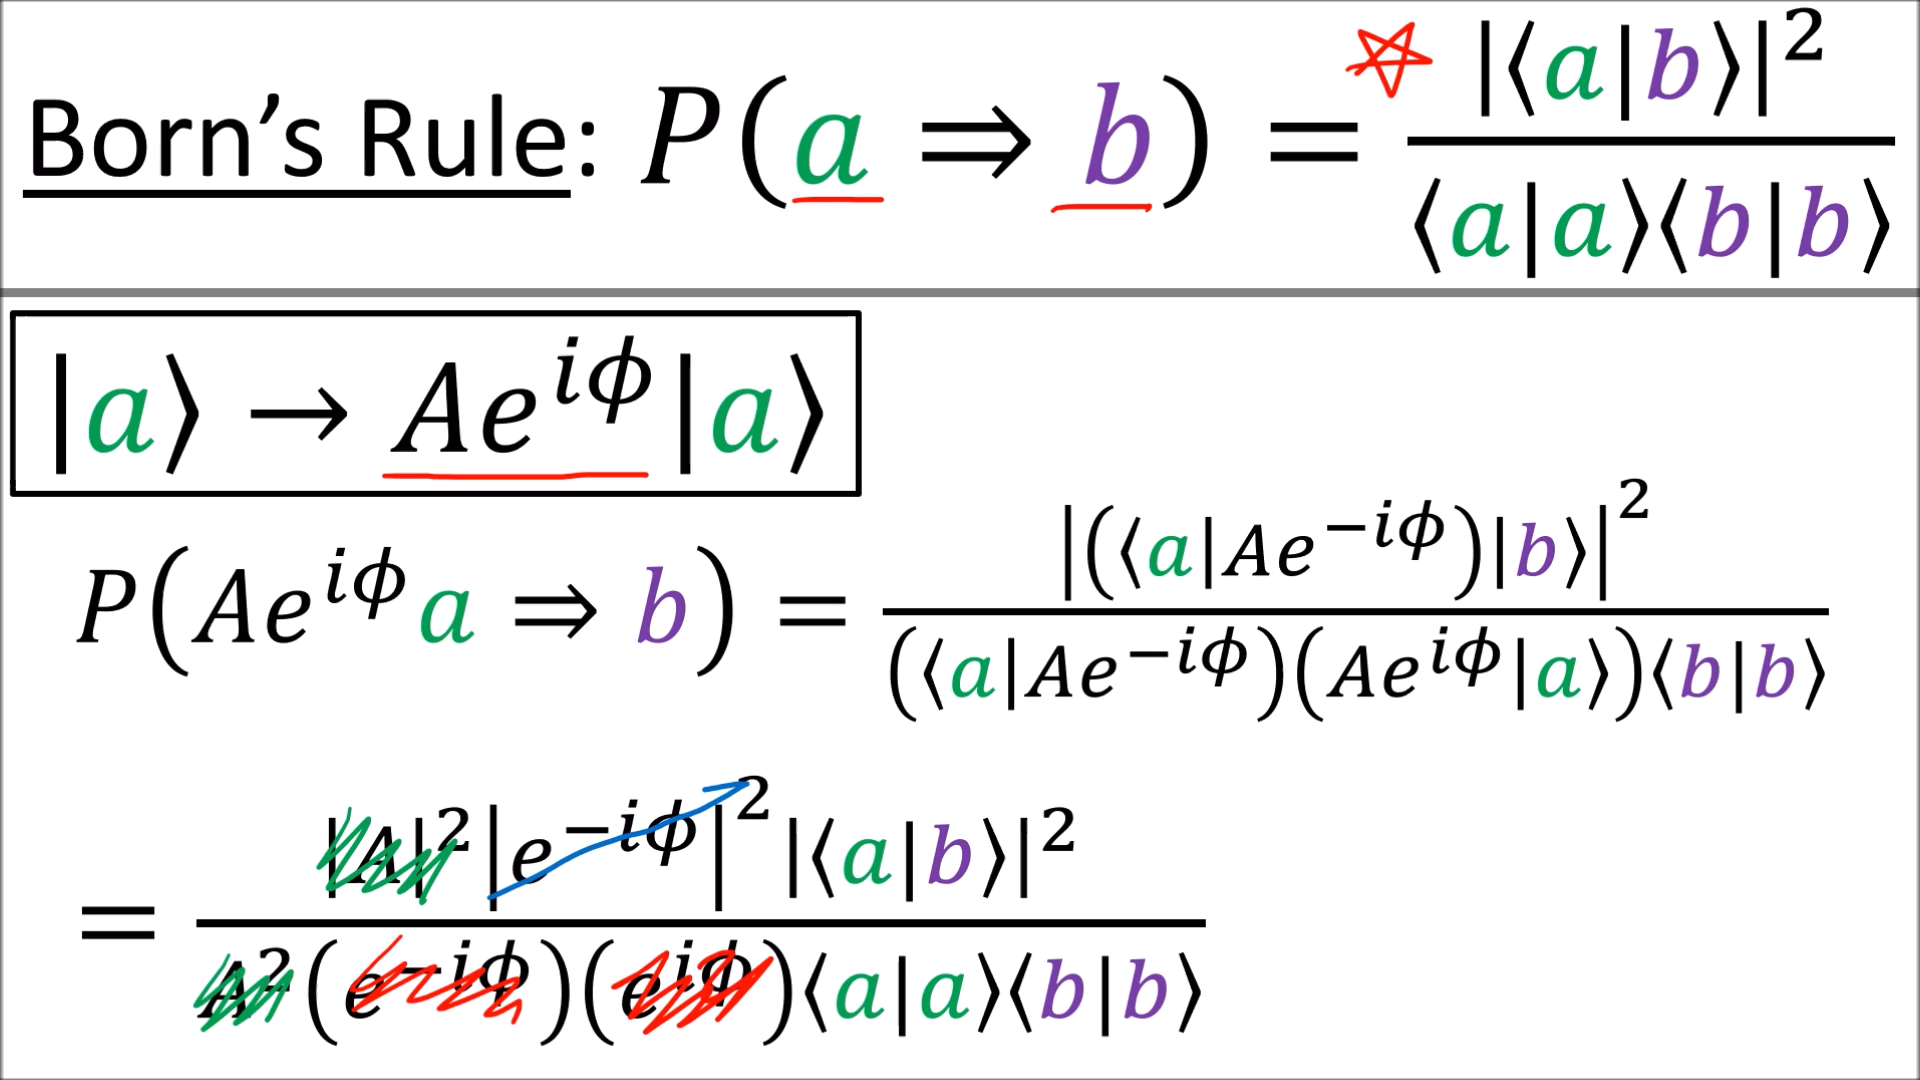 Born’s Rule: P(a ⇒ b) = |⟨a|b⟩|² / ⟨a|a⟩⟨b|b⟩
|a⟩ → Ae^{iϕ}|a⟩
P(Ae^{iϕ}a ⇒ b) = |(⟨a|Ae^{−iϕ})|b⟩|² / (⟨a|Ae^{−iϕ})(Ae^{iϕ}|a⟩)⟨b|b⟩
= |A|²|e^{−iϕ}|²|⟨a|b⟩|² / A²(e^{−iϕ})(e^{iϕ})⟨a|a⟩⟨b|b⟩